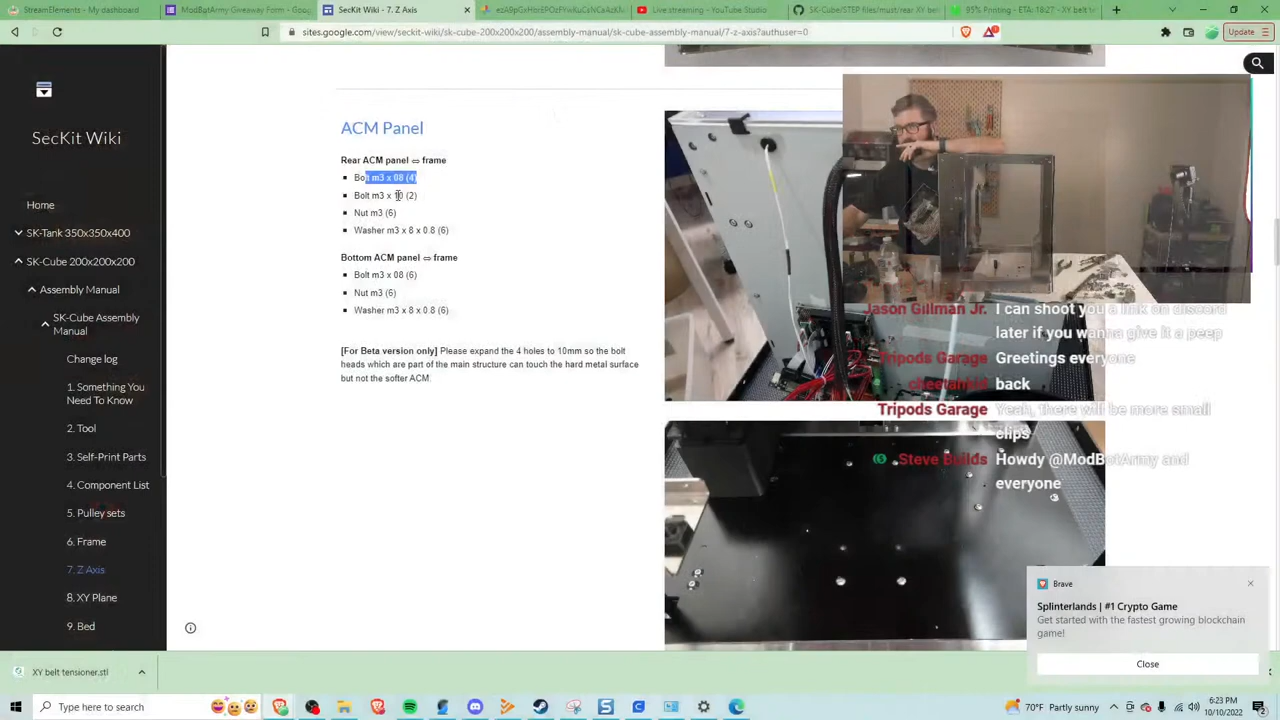 StreamElements - My dashboard
ModBotArmy Giveaway Form - Goo
SecKit Wiki - 7. Z Axis
Live streaming - YouTube Studio
SK-Cube/STEP files/must/rear xy bel
95% Printing - ETA: 18:27 - XY belt te
sites.google.com/view/seckit-wiki/sk-cube-200x200x200/assembly-manual/sk-cube-assembly-manual/7-z-axis?authuser=0
Update
SecKit Wiki
Home
SK-Tank 350x350x400
SK-Cube 200x200x200
Assembly Manual
SK-Cube Assembly
Manual
Change log
1. Something You
Need To Know
2. Tool
3. Self-Print Parts
4. Component List
5. Pulley sets
6. Frame
7. Z Axis
8. XY Plane
9. Bed
ACM Panel
Rear ACM panel ⇔ frame
Bolt m3 x 08 (4)
Bolt m3 x 10 (2)
Nut m3 (6)
Washer m3 x 8 x 0.8 (6)
Bottom ACM panel ⇔ frame
Bolt m3 x 08 (6)
Nut m3 (6)
Washer m3 x 8 x 0.8 (6)
[For Beta version only] Please expand the 4 holes to 10mm so the bolt
heads which are part of the main structure can touch the hard metal surface
but not the softer ACM.
Jason Gillman Jr. I can shoot you a link on discord
later if you wanna give it a peep
Tripods Garage Greetings everyone
back
Tripods Garage Yeah, there will be more small
clips
Steve Builds Howdy @ModBotArmy and
everyone
Brave
Splinterlands | #1 Crypto Game
Get started with the fastest growing blockchain
game!
Close
XY belt tensioner.stl
Type here to search
70°F Partly sunny
6:23 PM
10/10/2022